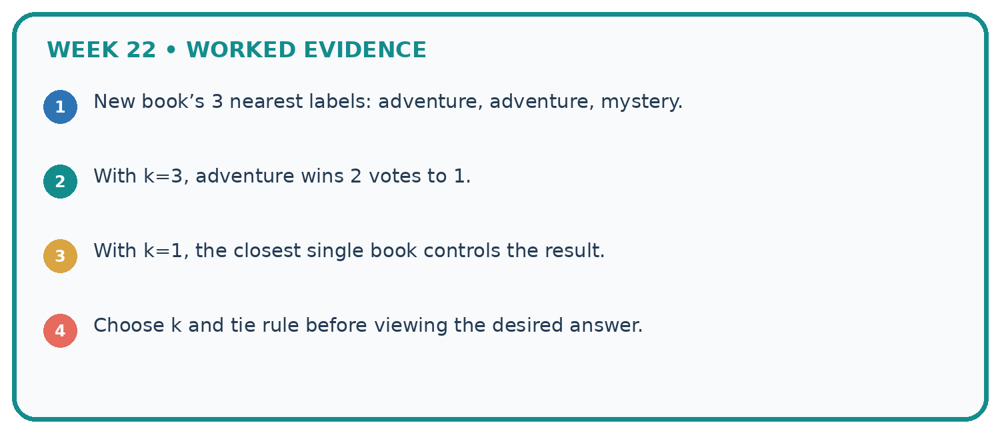 WEEK 22 • WORKED EVIDENCE
1 New book’s 3 nearest labels: adventure, adventure, mystery.
2 With k=3, adventure wins 2 votes to 1.
3 With k=1, the closest single book controls the result.
4 Choose k and tie rule before viewing the desired answer.